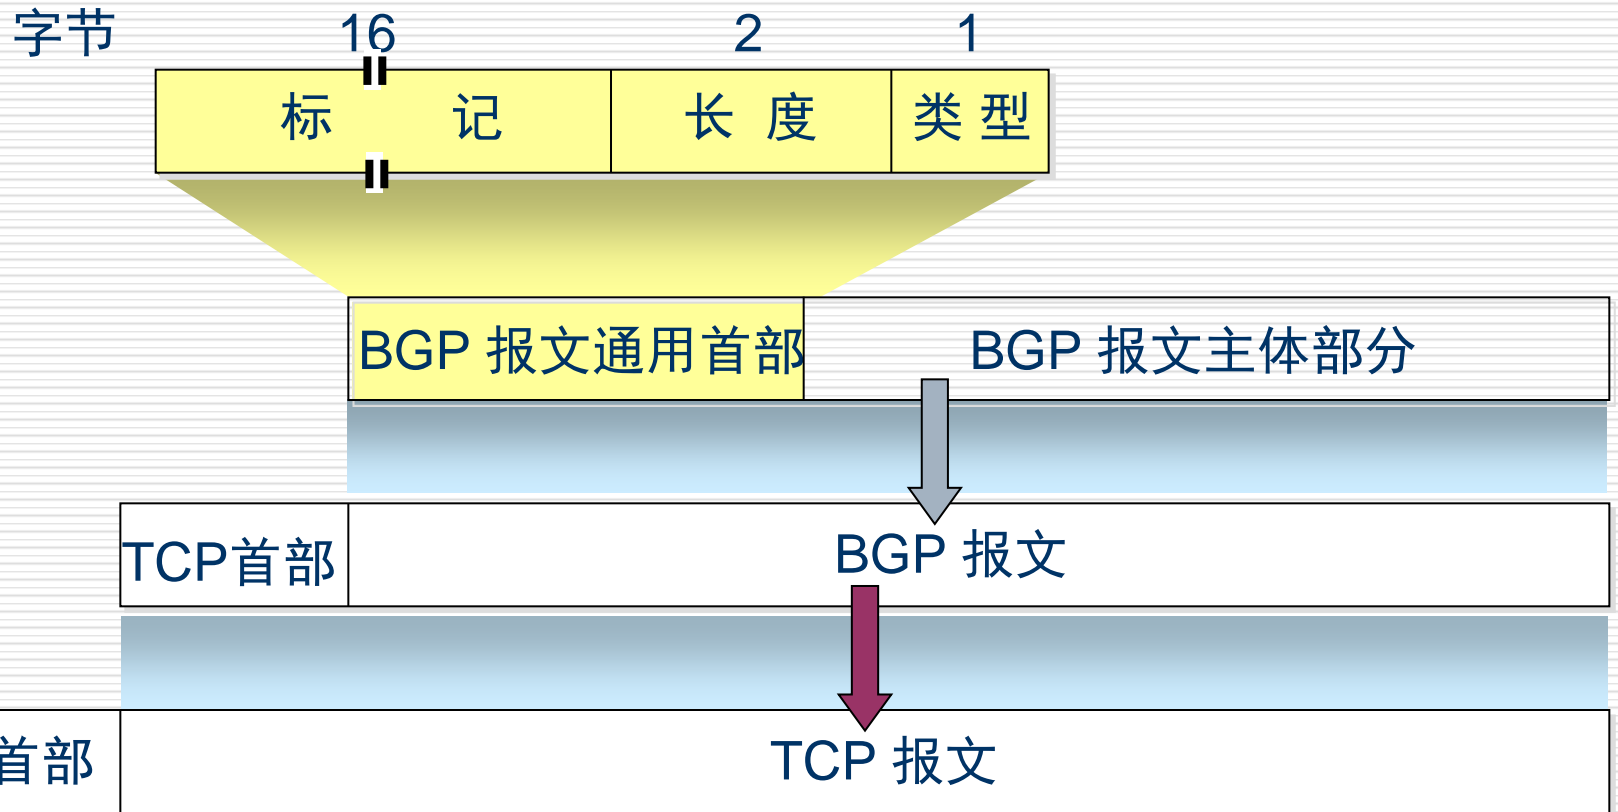 字节 16 2 1
标 记 长 度 类 型
BGP 报文通用首部 BGP 报文主体部分
TCP首部 BGP 报文
首部 TCP 报文